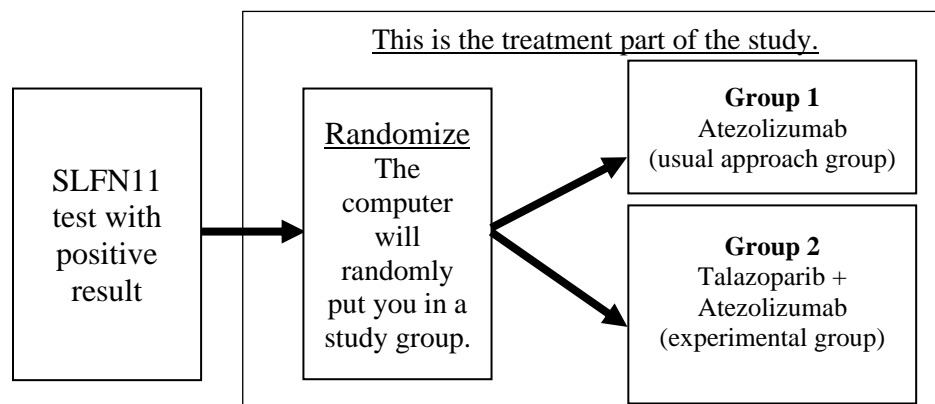 This is the treatment part of the study.
SLFN11
test with
positive
result
Randomize
The
computer
will
randomly
put you in a
study group.
Group 1
Atezolizumab
(usual approach group)
Group 2
Talazoparib +
Atezolizumab
(experimental group)